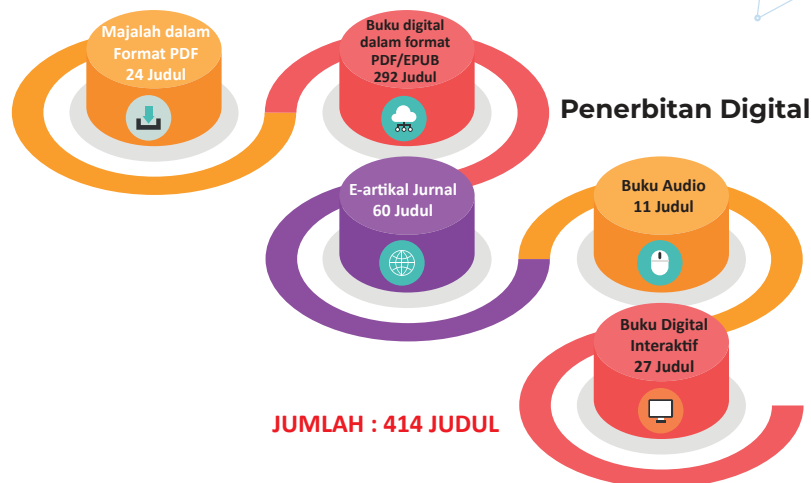 Majalah dalam
Format PDF
24 Judul
Buku digital
dalam format
PDF/EPUB
292 Judul
Penerbitan Digital
E-artikal Jurnal
60 Judul
Buku Audio
11 Judul
Buku Digital
Interaktif
27 Judul
JUMLAH : 414 JUDUL